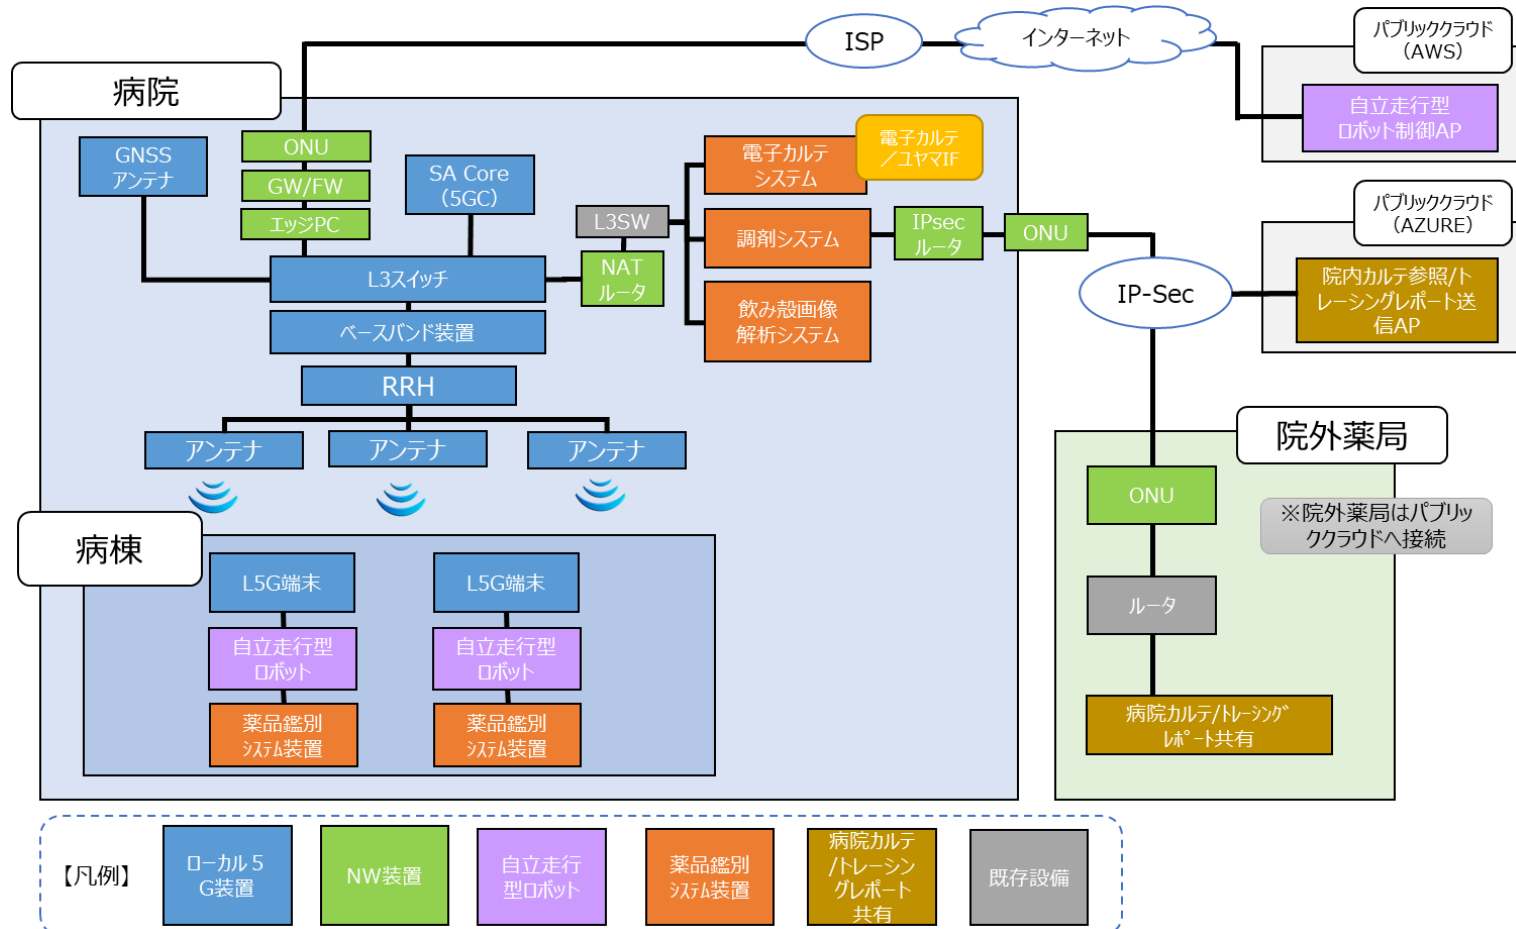 ISP
インターネット
パブリッククラウド
（AWS）
自立走行型
ロボット制御AP
病院
GNSS
アンテナ
ONU
GW/FW
エッジPC
SA Core
（5GC）
L3SW
NAT
ルータ
電子カルテ
システム
電子カルテ
／ユヤマIF
調剤システム
飲み殻画像
解析システム
IPsec
ルータ
ONU
L3スイッチ
ベースバンド装置
RRH
アンテナ
アンテナ
アンテナ
パブリッククラウド
（AZURE）
IP-Sec
院内カルテ参照/ト
レーシングレポート送
信AP
病棟
L5G端末
自立走行型
ロボット
薬品鑑別
システム装置
L5G端末
自立走行型
ロボット
薬品鑑別
システム装置
院外薬局
ONU
※院外薬局はパブリッ
ククラウドへ接続
ルータ
病院カルテ/トレーシング
レポート共有
【凡例】
ローカル５
G装置
NW装置
自立走行
型ロボット
薬品鑑別
システム装置
病院カルテ
/トレーシン
グレポート
共有
既存設備